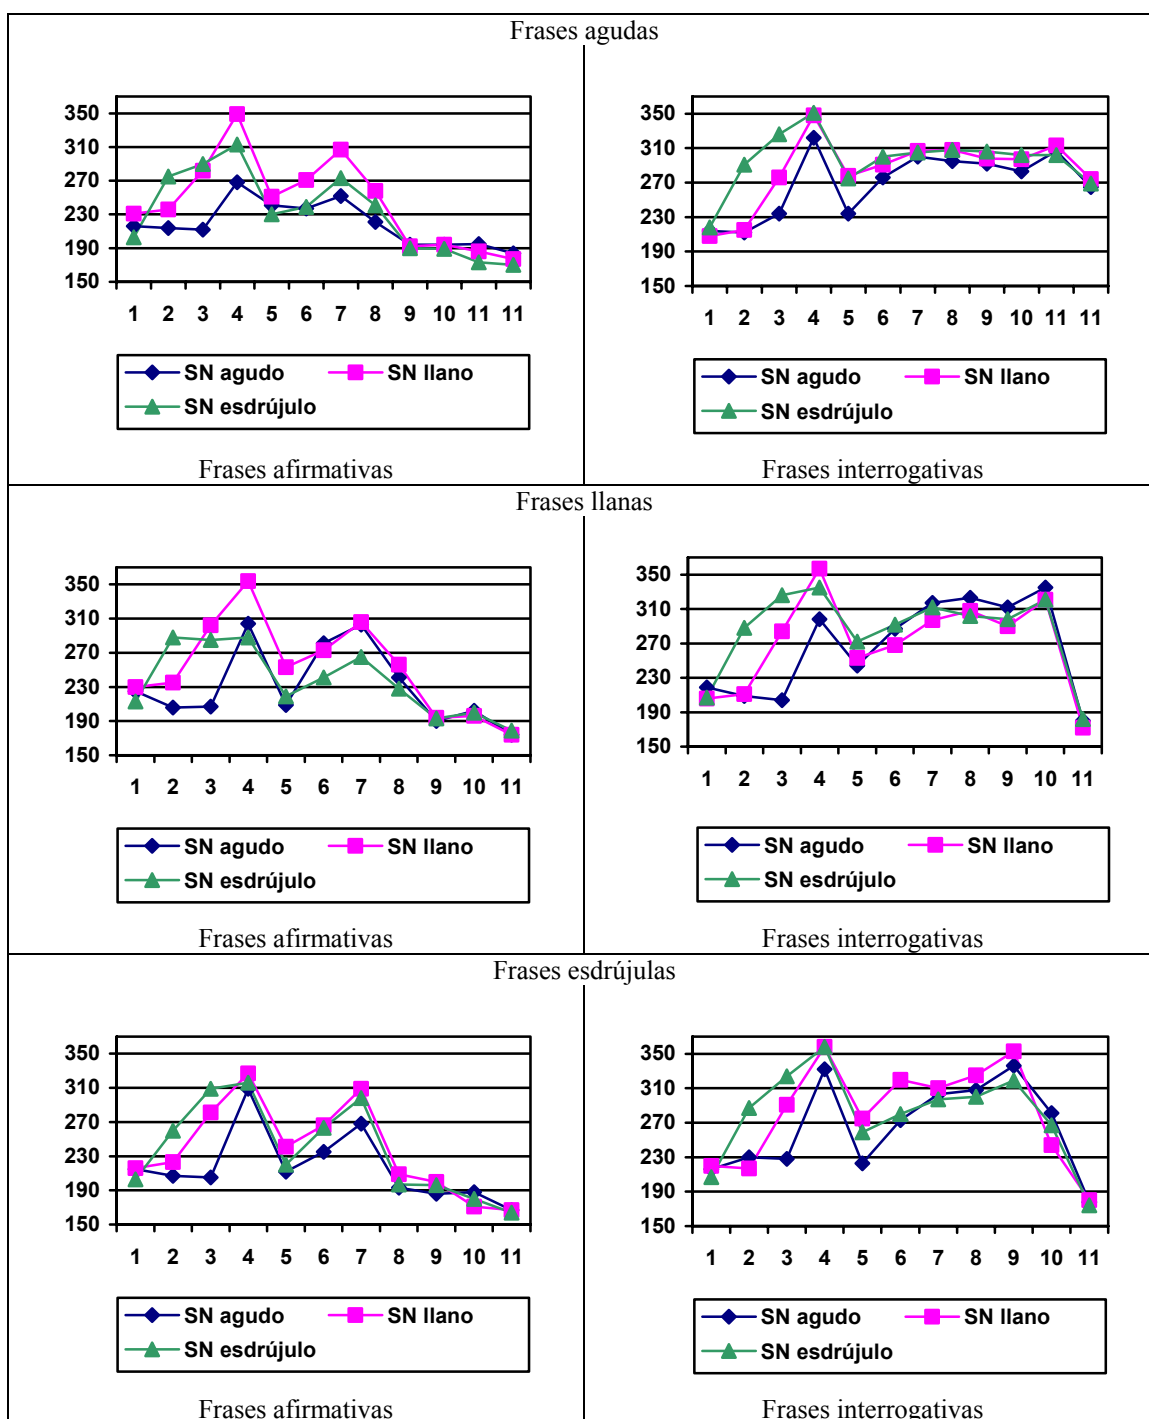 Frases agudas
350
310
270
230
190
150
1 2 3 4 5 6 7 8 9 10 11 11
SN agudo SN llano
SN esdrújulo
Frases afirmativas
350
310
270
230
190
150
1 2 3 4 5 6 7 8 9 10 11 11
SN agudo SN llano
SN esdrújulo
Frases interrogativas
Frases llanas
350
310
270
230
190
150
1 2 3 4 5 6 7 8 9 10 11
SN agudo SN llano
SN esdrújulo
Frases afirmativas
350
310
270
230
190
150
1 2 3 4 5 6 7 8 9 10 11
SN agudo SN llano
SN esdrújulo
Frases interrogativas
Frases esdrújulas
350
310
270
230
190
150
1 2 3 4 5 6 7 8 9 10 11
SN agudo SN llano
SN esdrújulo
Frases afirmativas
350
310
270
230
190
150
1 2 3 4 5 6 7 8 9 10 11
SN agudo SN llano
SN esdrújulo
Frases interrogativas